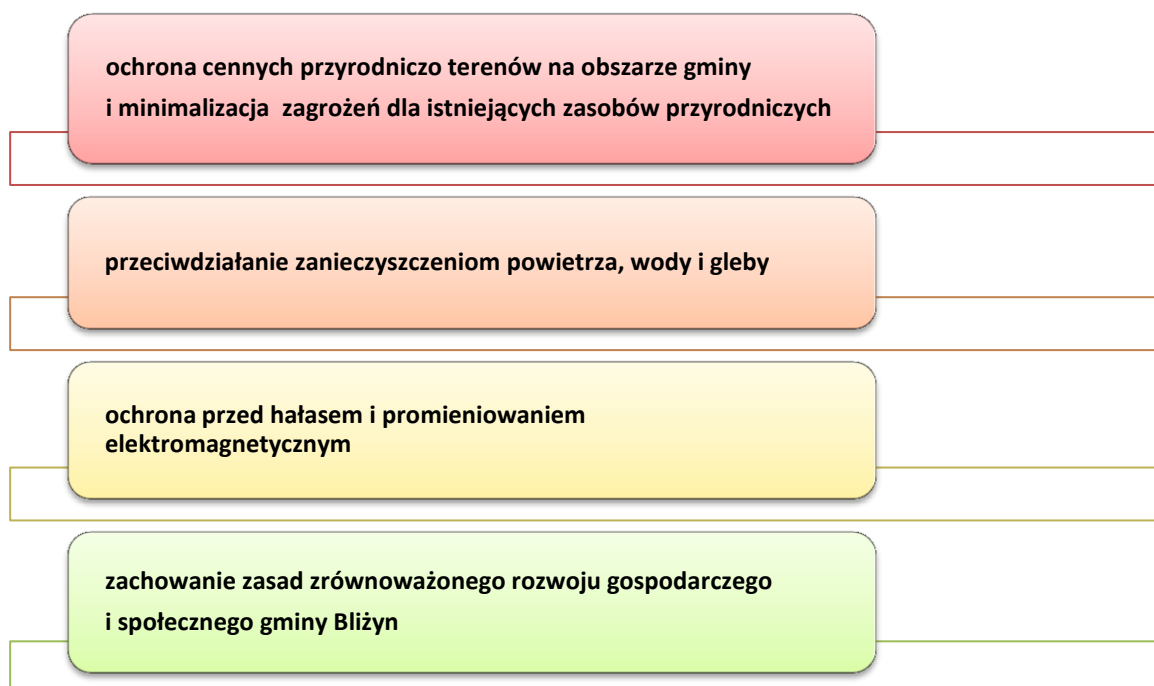 ochrona cennych przyrodniczo terenów na obszarze gminy
i minimalizacja zagrożeń dla istniejących zasobów przyrodniczych
przeciwdziałanie zanieczyszczeniom powietrza, wody i gleby
ochrona przed hałasem i promieniowaniem
elektromagnetycznym
zachowanie zasad zrównoważonego rozwoju gospodarczego
i społecznego gminy Bliżyn